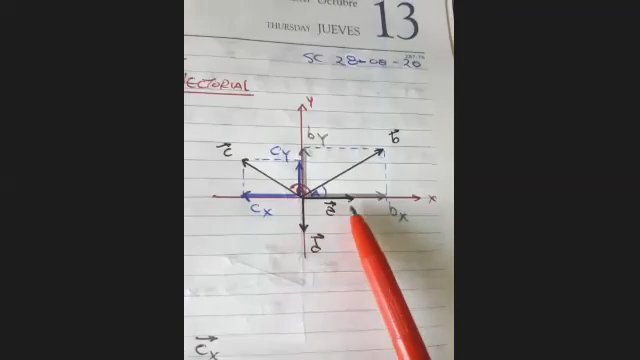 Octubre
THURSDAY JUEVES 13
SC 28-08-20
VECTORIAL
Y
by
b
c
cy
x
cx
a
bx
cx